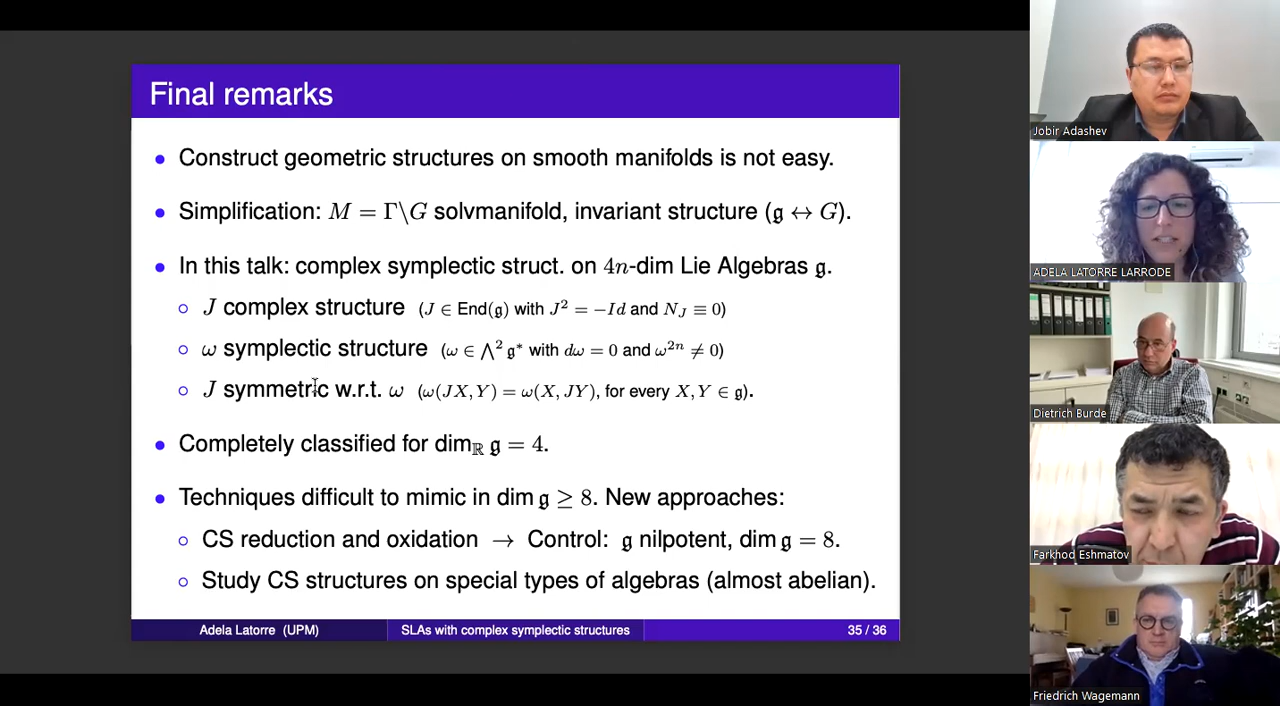 Final remarks
• Construct geometric structures on smooth manifolds is not easy.
• Simplification: M = Γ\G solvmanifold, invariant structure (𝔤 ↔ G).
• In this talk: complex symplectic struct. on 4n-dim Lie Algebras 𝔤.
◦ J complex structure (J ∈ End(𝔤) with J² = −Id and N_J ≡ 0)
◦ ω symplectic structure (ω ∈ ⋀² 𝔤* with dω = 0 and ω²ⁿ ≠ 0)
◦ J symmetric w.r.t. ω (ω(JX, Y) = ω(X, JY), for every X, Y ∈ 𝔤).
• Completely classified for dim_ℝ 𝔤 = 4.
• Techniques difficult to mimic in dim 𝔤 ≥ 8. New approaches:
◦ CS reduction and oxidation → Control: 𝔤 nilpotent, dim 𝔤 = 8.
◦ Study CS structures on special types of algebras (almost abelian).
Adela Latorre (UPM) SLAs with complex symplectic structures 35 / 36
Jobir Adashev
ADELA LATORRE LARRODE
Dietrich Burde
Farkhod Eshmatov
Friedrich Wagemann